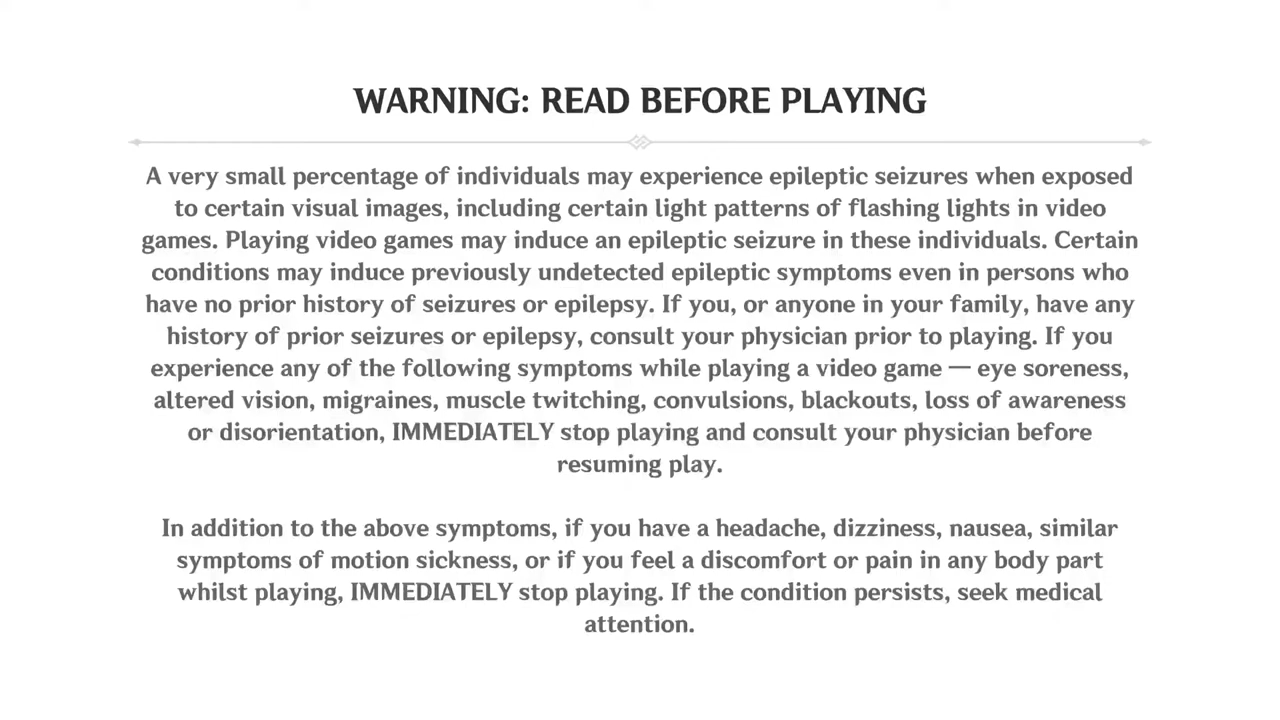 WARNING: READ BEFORE PLAYING
A very small percentage of individuals may experience epileptic seizures when exposed
to certain visual images, including certain light patterns of flashing lights in video
games. Playing video games may induce an epileptic seizure in these individuals. Certain
conditions may induce previously undetected epileptic symptoms even in persons who
have no prior history of seizures or epilepsy. If you, or anyone in your family, have any
history of prior seizures or epilepsy, consult your physician prior to playing. If you
experience any of the following symptoms while playing a video game — eye soreness,
altered vision, migraines, muscle twitching, convulsions, blackouts, loss of awareness
or disorientation, IMMEDIATELY stop playing and consult your physician before
resuming play.
In addition to the above symptoms, if you have a headache, dizziness, nausea, similar
symptoms of motion sickness, or if you feel a discomfort or pain in any body part
whilst playing, IMMEDIATELY stop playing. If the condition persists, seek medical
attention.